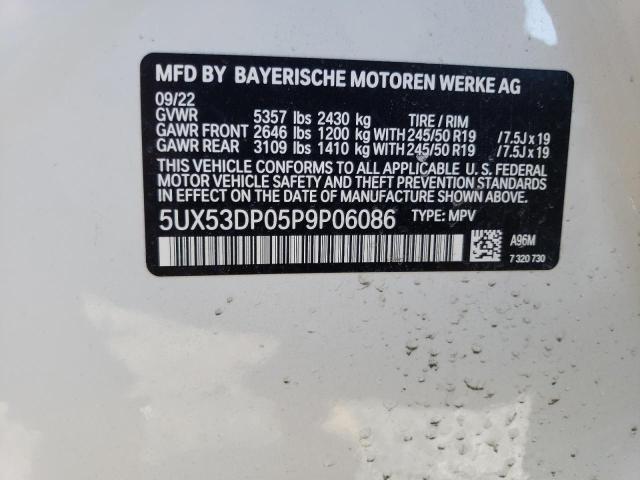 MFD BY BAYERISCHE MOTOREN WERKE AG
09/22
GVWR 5357 lbs 2430 kg TIRE / RIM
GAWR FRONT 2646 lbs 1200 kg WITH 245/50 R19 / 7.5J x 19
GAWR REAR 3109 lbs 1410 kg WITH 245/50 R19 / 7.5J x 19
THIS VEHICLE CONFORMS TO ALL APPLICABLE U. S. FEDERAL
MOTOR VEHICLE SAFETY AND THEFT PREVENTION STANDARDS
IN EFFECT ON THE DATE OF MANUFACTURE SHOWN ABOVE.
5UX53DP05P9P06086 TYPE: MPV
A96M
7 320 730